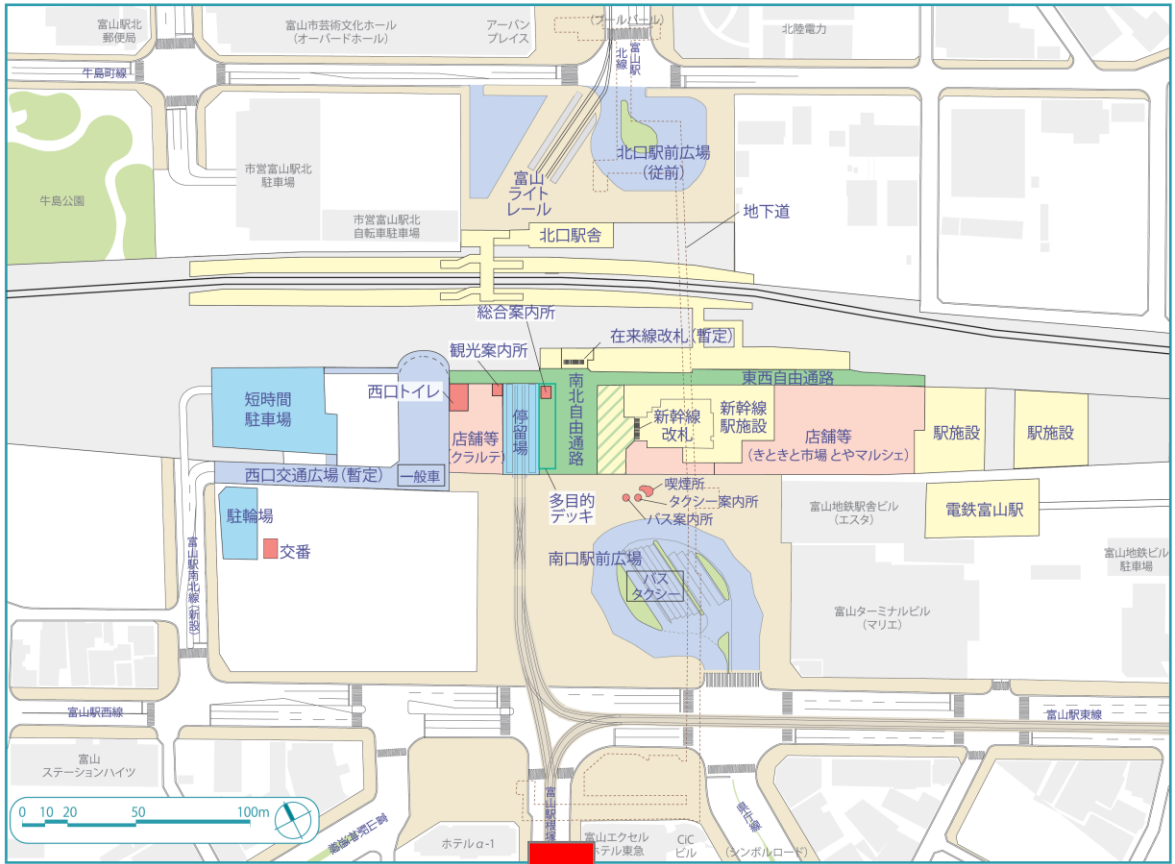 富山駅北
郵便局
富山市芸術文化ホール
(オーバードホール)
アーバン
プレイス
(ブールバール)
北陸電力
牛島町線
富山駅
北線
市営富山駅北
駐車場
牛島公園
市営富山駅北
自転車駐車場
富山
ライト
レール
北口駅前広場
(従前)
地下道
北口駅舎
総合案内所
在来線改札(暫定)
観光案内所
東西自由通路
西口トイレ
短時間
駐車場
店舗等
(クラルテ)
停留場
南北自由通路
新幹線
改札
新幹線
駅施設
店舗等
(きときと市場 とやマルシェ)
駅施設
駅施設
西口交通広場(暫定)
一般車
多目的
デッキ
喫煙所
タクシー案内所
バス案内所
駐輪場
交番
富山駅南北線(新設)
南口駅前広場
バス
タクシー
富山地鉄駅舎ビル
(エスタ)
電鉄富山駅
富山地鉄ビル
駐車場
富山ターミナルビル
(マリエ)
富山駅西線
富山駅東線
富山
ステーションハイツ
0 10 20 50 100m
ホテルα-1
富山駅根塚
富山エクセル
ホテル東急
CiC
ビル
県庁線
(シンボルロード)